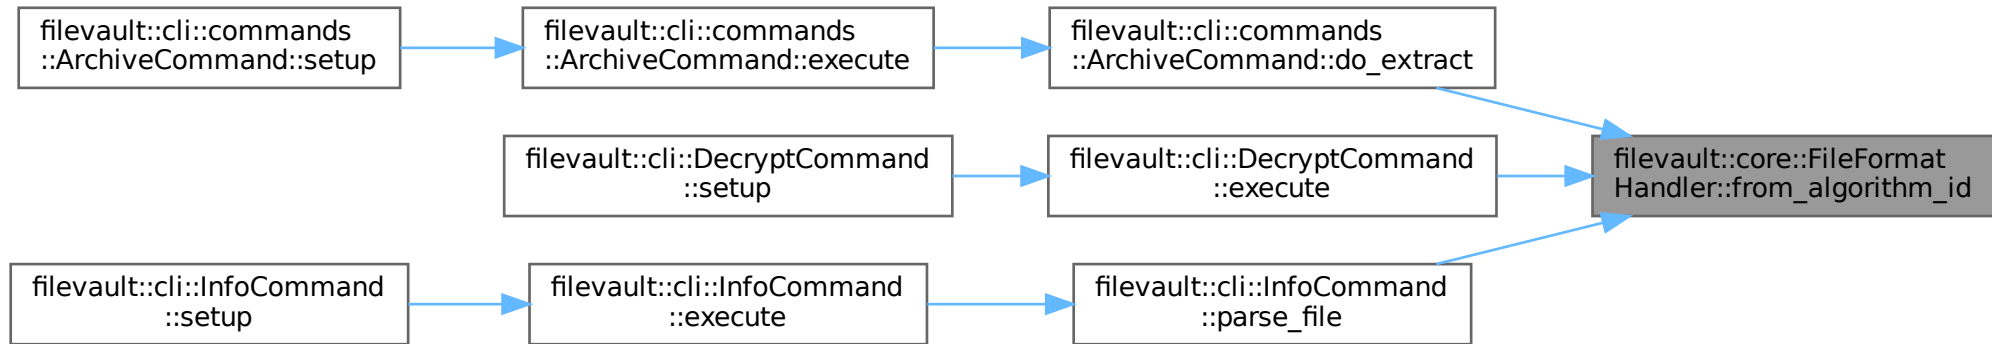 filevault::cli::commands
::ArchiveCommand::setup
filevault::cli::commands
::ArchiveCommand::execute
filevault::cli::commands
::ArchiveCommand::do_extract
filevault::cli::DecryptCommand
::setup
filevault::cli::DecryptCommand
::execute
filevault::core::FileFormat
Handler::from_algorithm_id
filevault::cli::InfoCommand
::setup
filevault::cli::InfoCommand
::execute
filevault::cli::InfoCommand
::parse_file